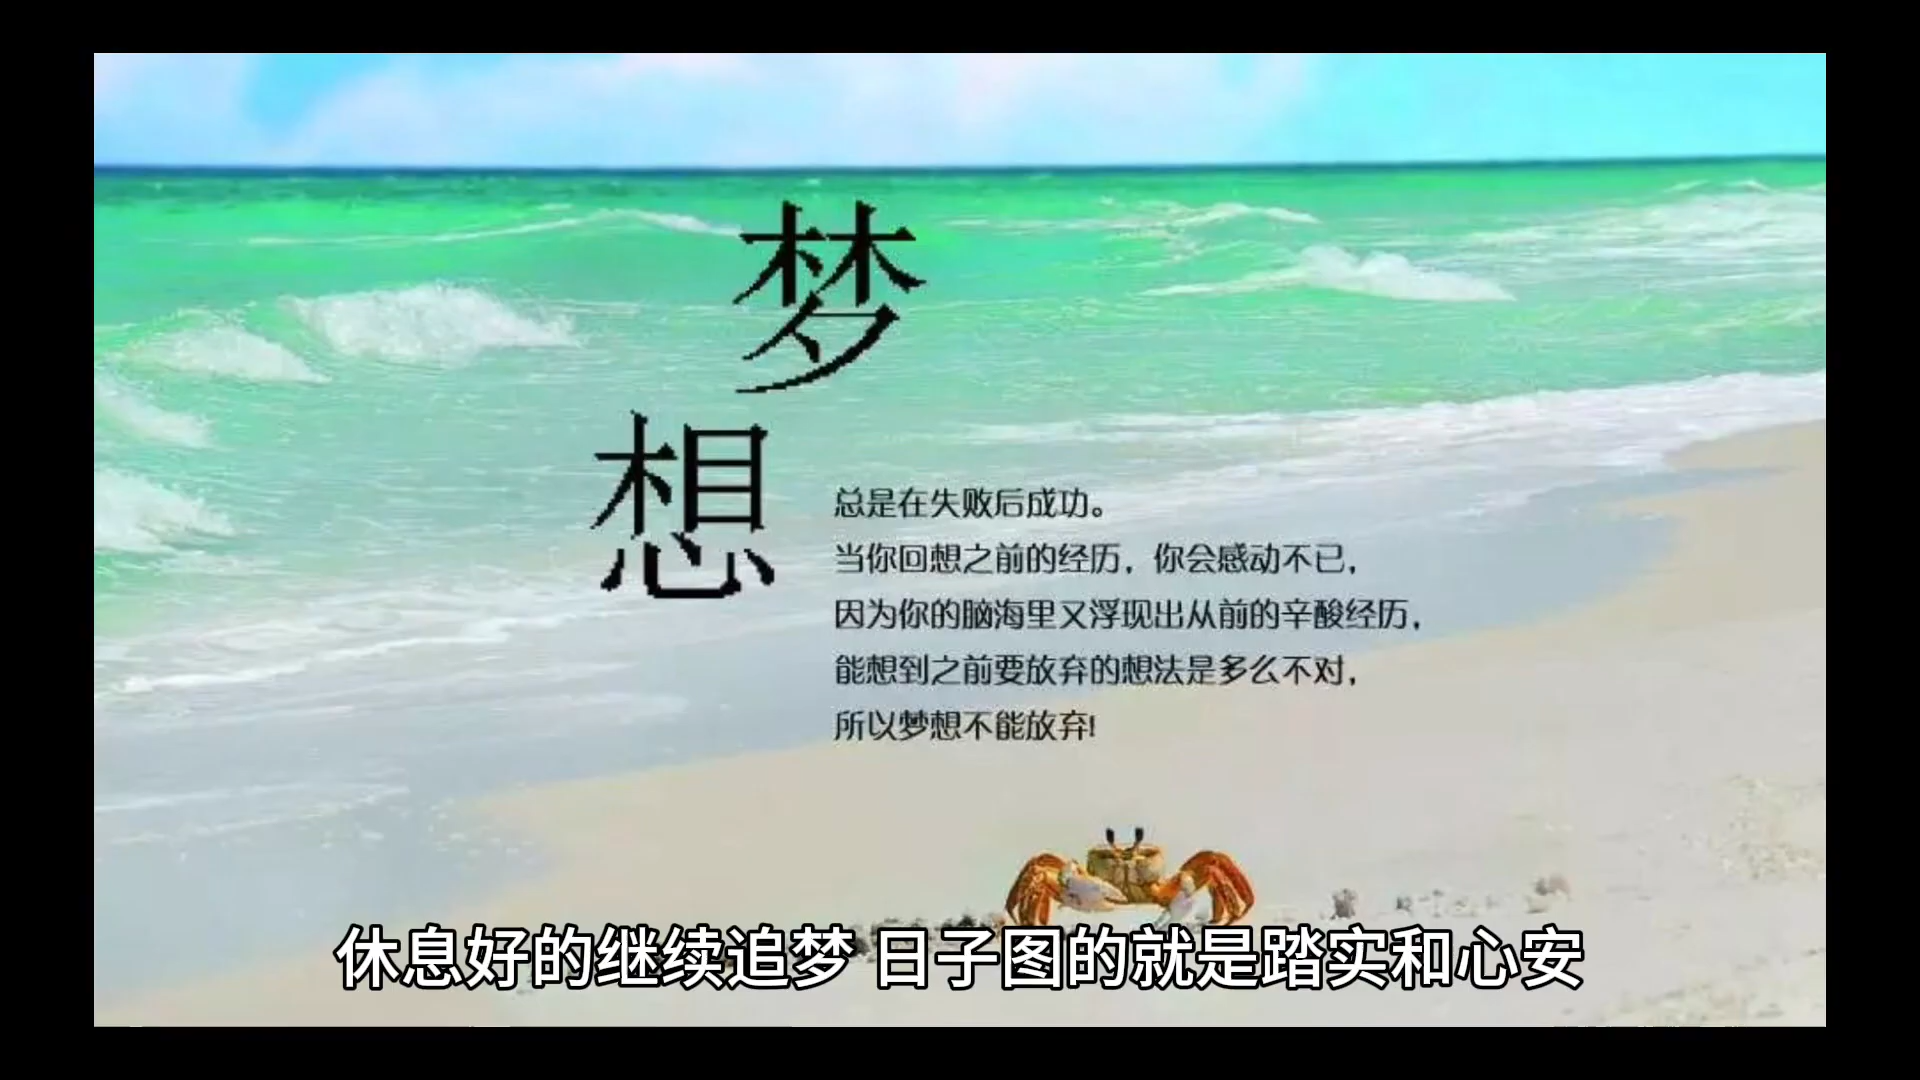 梦
想
总是在失败后成功。
当你回想之前的经历，你会感动不已，
因为你的脑海里又浮现出从前的辛酸经历，
能想到之前要放弃的想法是多么不对，
所以梦想不能放弃!
休息好的继续追梦 日子图的就是踏实和心安